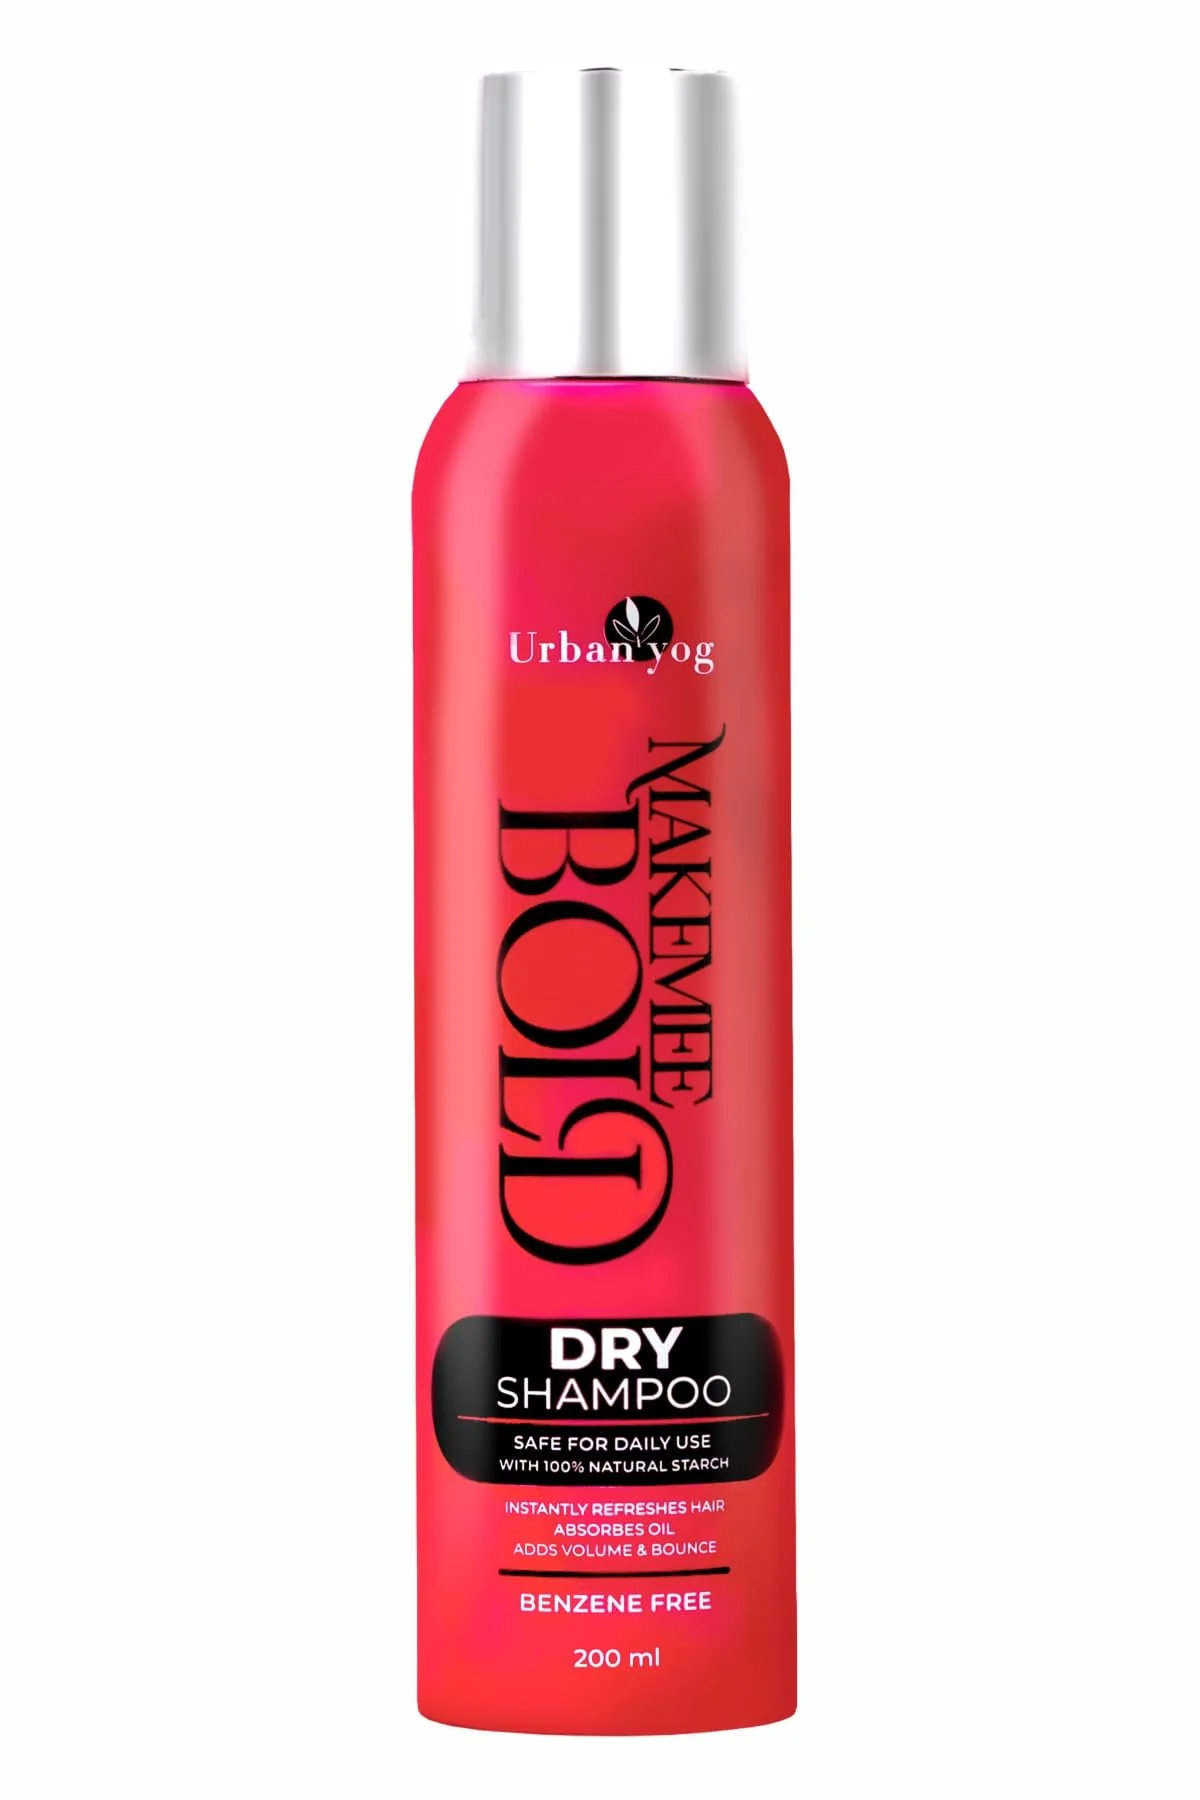 Urban yog
MAKEMEE
BOLD
DRY
SHAMPOO
SAFE FOR DAILY USE
WITH 100% NATURAL STARCH
INSTANTLY REFRESHES HAIR
ABSORBES OIL
ADDS VOLUME & BOUNCE
BENZENE FREE
200 ml